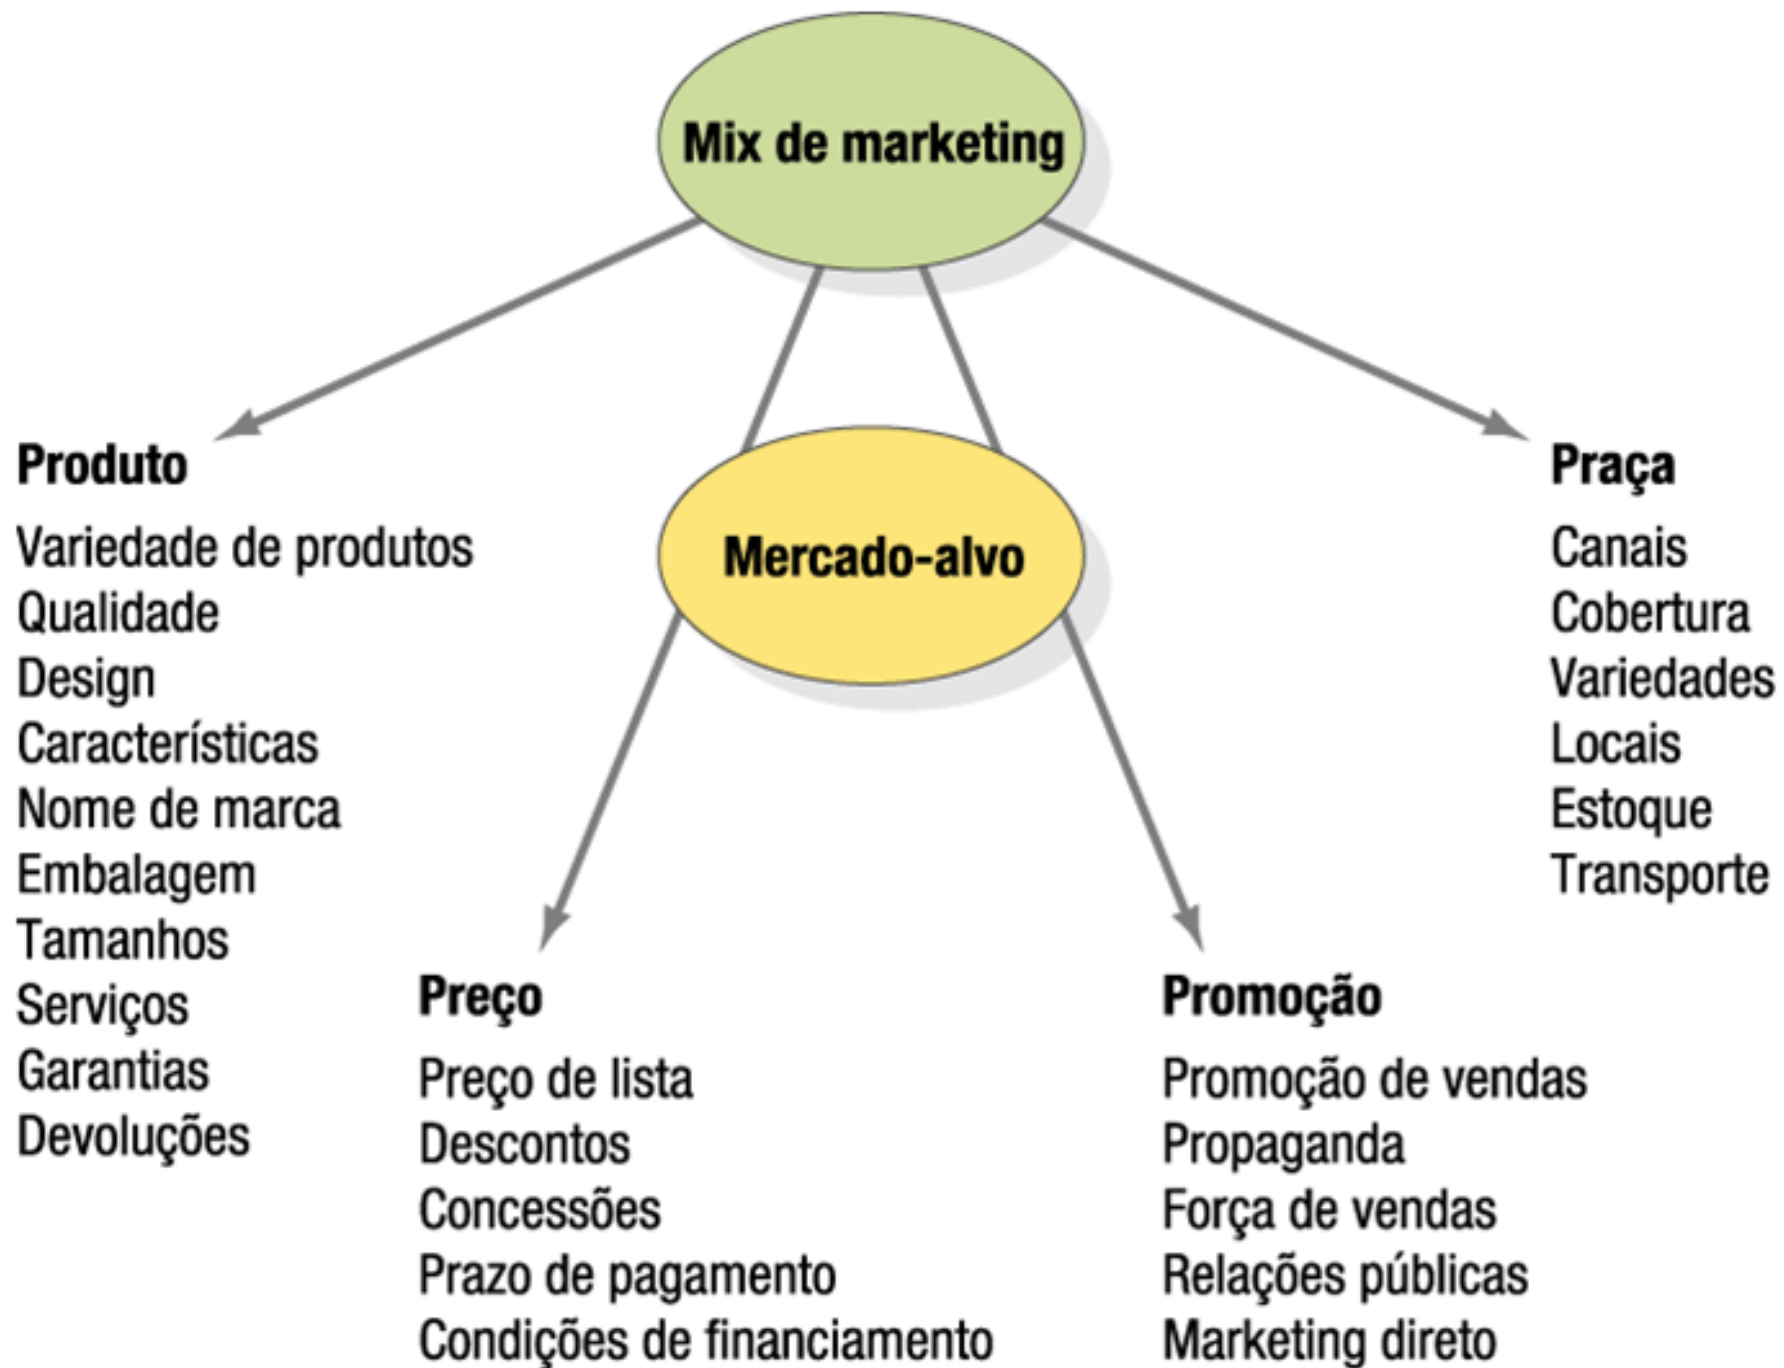 Mix de marketing
Mercado-alvo
Produto
Variedade de produtos
Qualidade
Design
Características
Nome de marca
Embalagem
Tamanhos
Serviços
Garantias
Devoluções
Preço
Preço de lista
Descontos
Concessões
Prazo de pagamento
Condições de financiamento
Promoção
Promoção de vendas
Propaganda
Força de vendas
Relações públicas
Marketing direto
Praça
Canais
Cobertura
Variedades
Locais
Estoque
Transporte